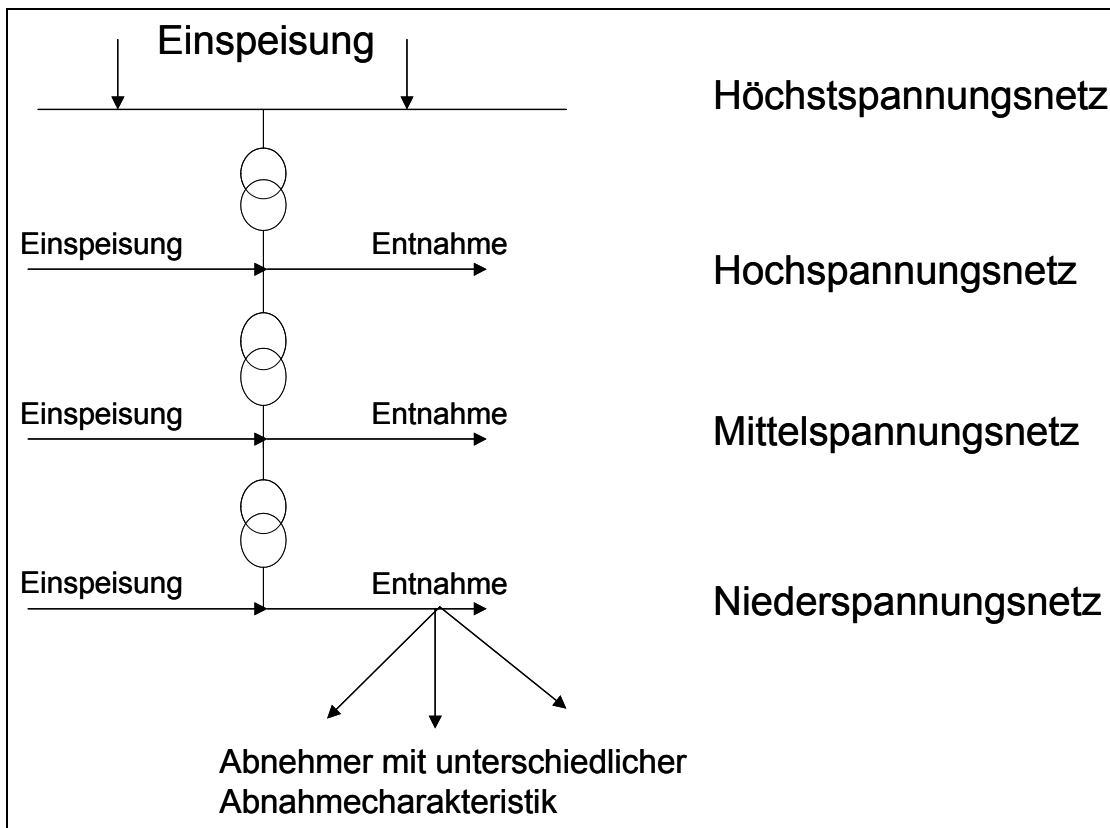 Einspeisung
Höchstspannungsnetz
Einspeisung
Entnahme
Hochspannungsnetz
Einspeisung
Entnahme
Mittelspannungsnetz
Einspeisung
Entnahme
Niederspannungsnetz
Abnehmer mit unterschiedlicher
Abnahmecharakteristik